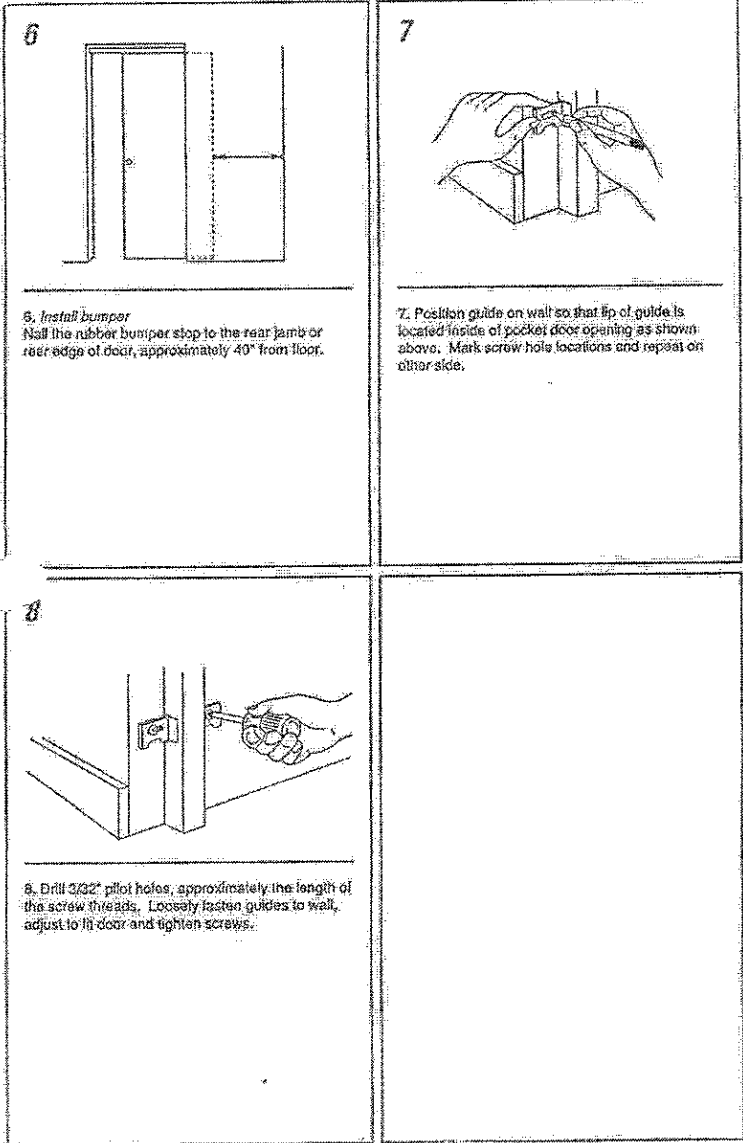 6
6. Install bumper
Nail the rubber bumper stop to the rear jamb or
rear edge of door, approximately 40" from floor.
7
7. Position guide on wall so that lip of guide is
located inside of pocket door opening as shown
above. Mark screw hole locations and repeat on
other side.
8
8. Drill 3/32" pilot holes, approximately the length of
the screw threads. Loosely fasten guides to wall,
adjust to fit door and tighten screws.